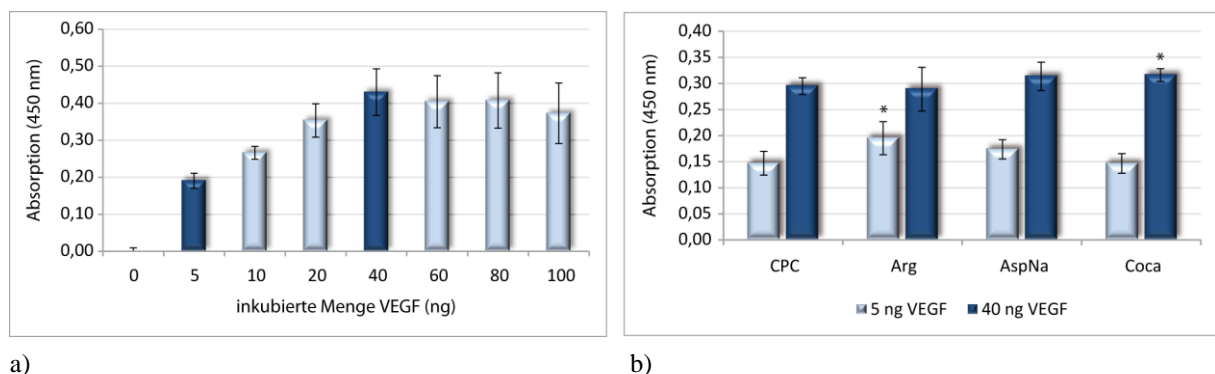 0,60
0,50
0,40
0,30
0,20
0,10
0,00
Absorption (450 nm)
0 5 10 20 40 60 80 100
inkubierte Menge VEGF (ng)
a)
0,40
0,35
0,30
0,25
0,20
0,15
0,10
0,05
0,00
Absorption (450 nm)
*
*
CPC Arg AspNa Coca
5 ng VEGF 40 ng VEGF
b)